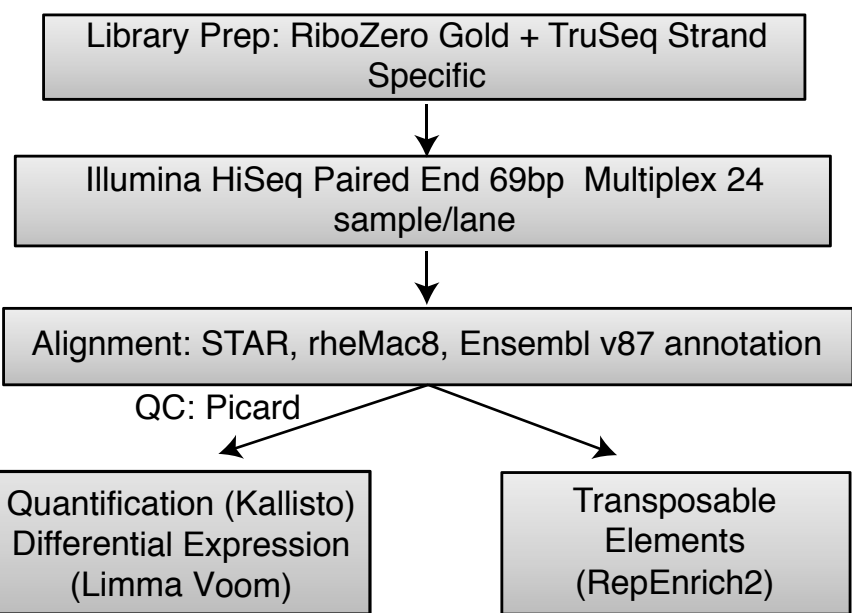 Library Prep: RiboZero Gold + TruSeq Strand
Specific
Illumina HiSeq Paired End 69bp Multiplex 24
sample/lane
Alignment: STAR, rheMac8, Ensembl v87 annotation
QC: Picard
Quantification (Kallisto)
Differential Expression
(Limma Voom)
Transposable
Elements
(RepEnrich2)